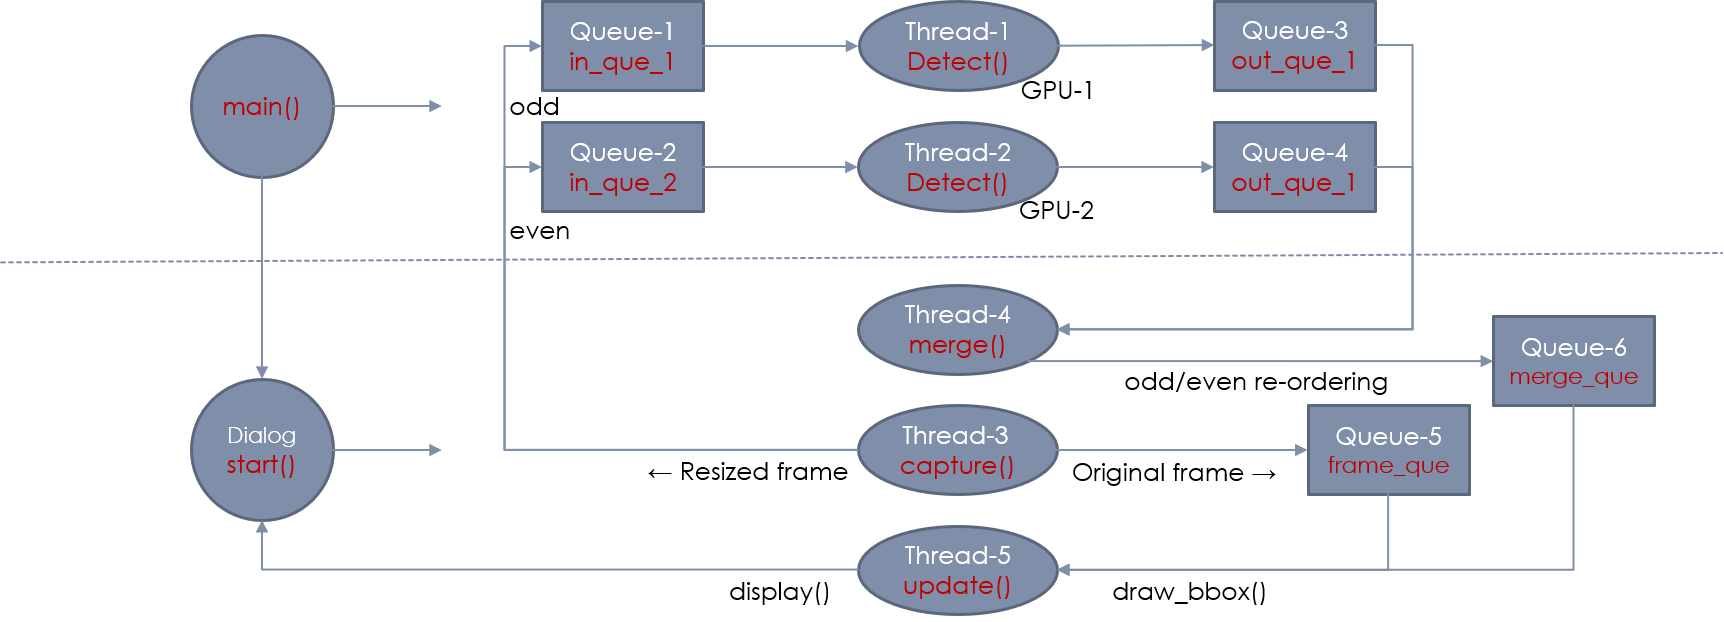 main()
Queue-1
in_que_1
Thread-1
Detect()
GPU-1
Queue-3
out_que_1
odd
Queue-2
in_que_2
Thread-2
Detect()
GPU-2
Queue-4
out_que_1
even
Thread-4
merge()
odd/even re-ordering
Queue-6
merge_que
Dialog
start()
← Resized frame
Thread-3
capture()
Original frame →
Queue-5
frame_que
Thread-5
update()
display()
draw_bbox()